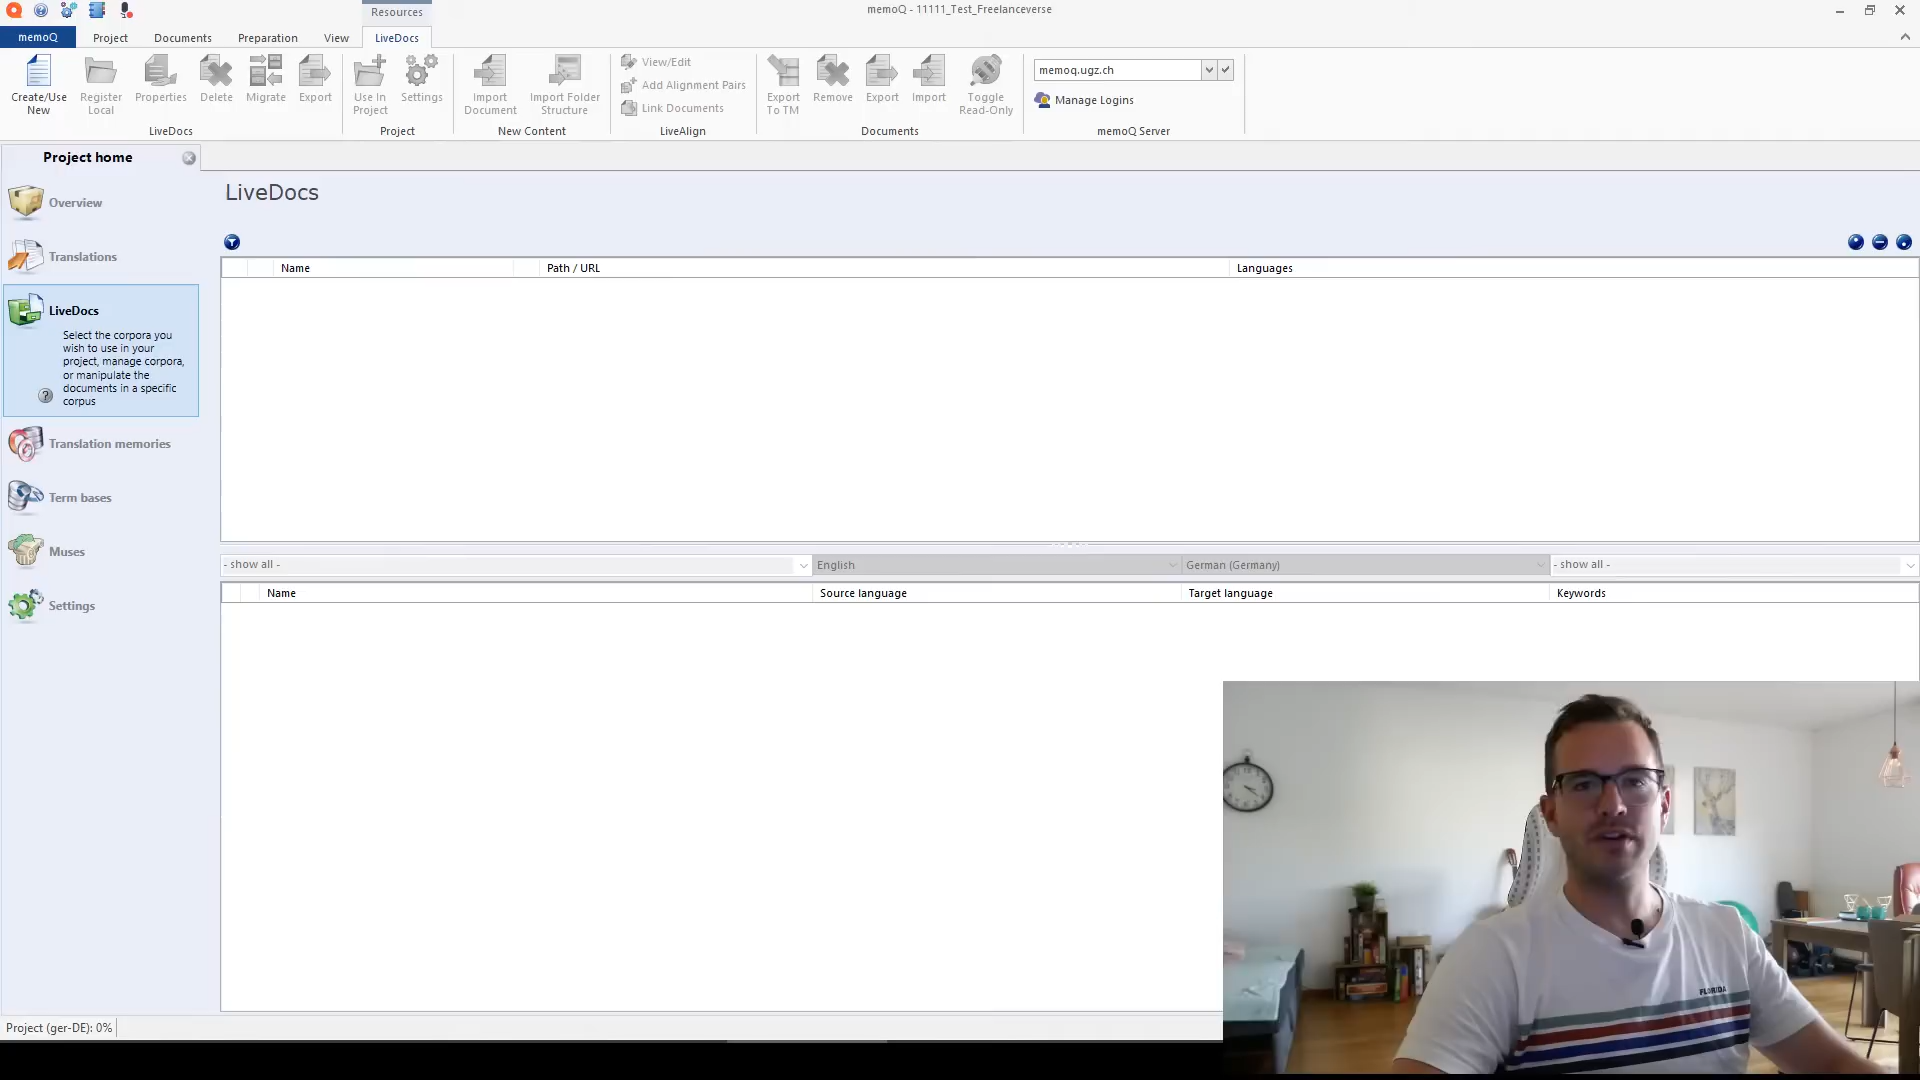 Resources
memoQ - 11111_Test_Freelanceverse
memoQ
Project
Documents
Preparation
View
LiveDocs
Create/Use
New
Register
Local
Properties
Delete
Migrate
Export
LiveDocs
Use In
Project
Settings
Project
Import
Document
Import Folder
Structure
New Content
View/Edit
Add Alignment Pairs
Link Documents
LiveAlign
Export
To TM
Remove
Export
Import
Toggle
Read-Only
Documents
memoq.ugz.ch
Manage Logins
memoQ Server
Project home
Overview
Translations
LiveDocs
Select the corpora you
wish to use in your
project, manage corpora,
or manipulate the
documents in a specific
corpus
Translation memories
Term bases
Muses
Settings
LiveDocs
Name
Path / URL
Languages
- show all -
English
German (Germany)
- show all -
Name
Source language
Target language
Keywords
FLORIDA
Project (ger-DE): 0%